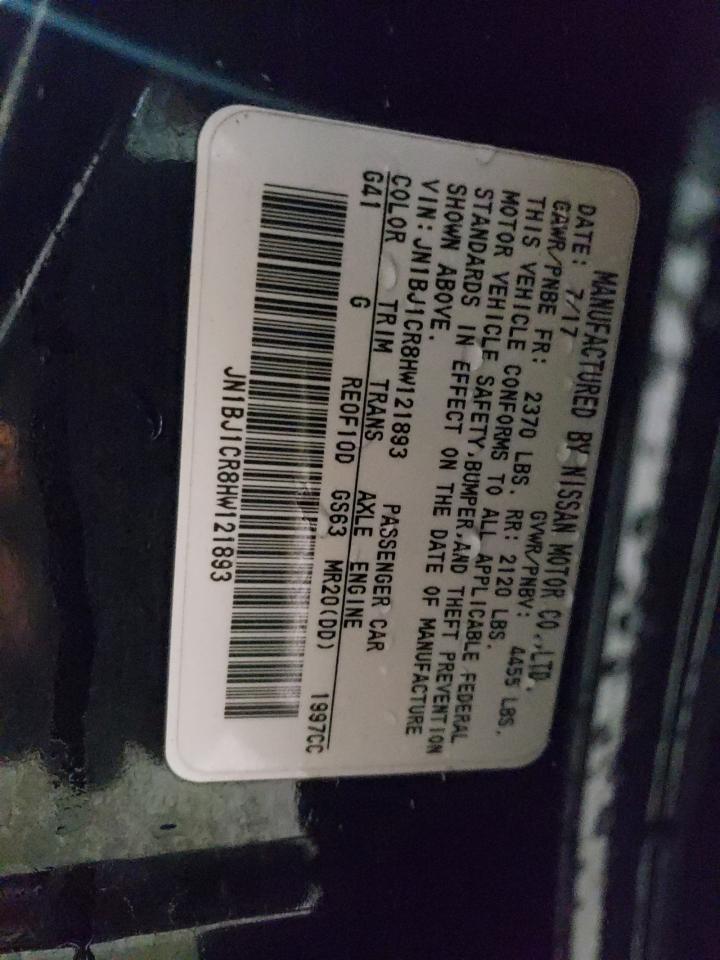 MANUFACTURED BY NISSAN MOTOR CO.,LTD.
DATE: 7/17 GVWR/PNBV: 4455 LBS.
GAWR/PNBE FR: 2370 LBS. RR: 2120 LBS.
THIS VEHICLE CONFORMS TO ALL APPLICABLE FEDERAL
MOTOR VEHICLE SAFETY,BUMPER,AND THEFT PREVENTION
STANDARDS IN EFFECT ON THE DATE OF MANUFACTURE
SHOWN ABOVE.
VIN: JN1BJ1CR8HW121893 PASSENGER CAR
COLOR TRIM TRANS AXLE ENGINE
G41 G RE0F10D GS63 MR20(DD) 1997CC
JN1BJ1CR8HW121893